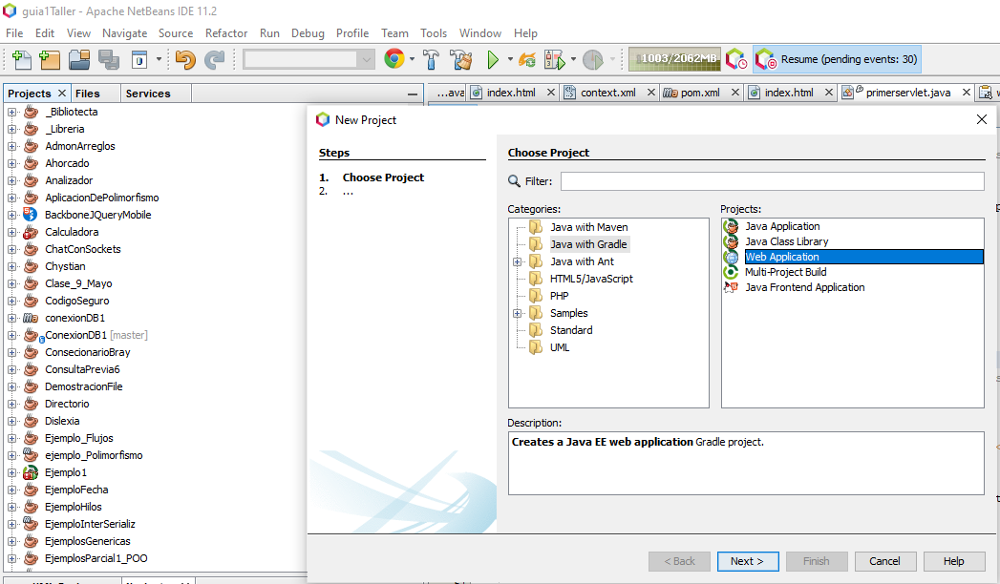 guia1Taller - Apache NetBeans IDE 11.2
File Edit View Navigate Source Refactor Run Debug Profile Team Tools Window Help
1003/2062MB Resume (pending events: 30)
Projects Files Services
...ava index.html context.xml pom.xml index.html primerservlet.java
_Bibliotecta
_Libreria
AdmonArreglos
Ahorcado
Analizador
AplicacionDePolimorfismo
BackboneJQueryMobile
Calculadora
ChatConSockets
Chystian
Clase_9_Mayo
CodigoSeguro
conexionDB1
ConexionDB1 [master]
ConsecionarioBray
ConsultaPrevia6
DemostracionFile
Directorio
Dislexia
Ejemplo_Flujos
ejemplo_Polimorfismo
Ejemplo1
EjemploFecha
EjemploHilos
EjemploInterSerializ
EjemplosGenericas
EjemplosParcial1_POO
New Project
Steps
1. Choose Project
2. ...
Choose Project
Filter:
Categories:
Java with Maven
Java with Gradle
Java with Ant
HTML5/JavaScript
PHP
Samples
Standard
UML
Projects:
Java Application
Java Class Library
Web Application
Multi-Project Build
Java Frontend Application
Description:
Creates a Java EE web application Gradle project.
< Back Next > Finish Cancel Help